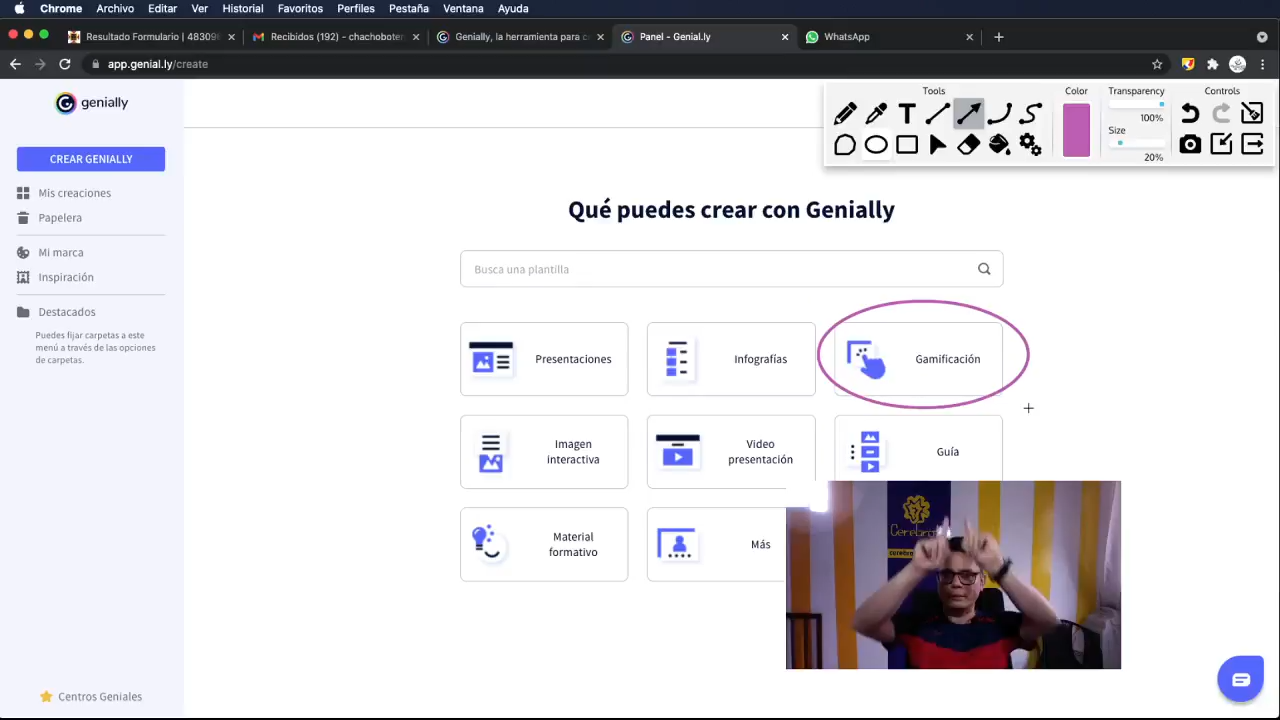 Chrome Archivo Editar Ver Historial Favoritos Perfiles Pestaña Ventana Ayuda
Resultado Formulario | 48309
Recibidos (192) - chachoboter
Genially, la herramienta para c
Panel - Genial.ly
WhatsApp
app.genial.ly/create
genially
Tools
Color
Transparency
Controls
100%
Size
20%
CREAR GENIALLY
Mis creaciones
Papelera
Mi marca
Inspiración
Destacados
Puedes fijar carpetas a este
menú a través de las opciones
de carpetas.
Qué puedes crear con Genially
Busca una plantilla
Presentaciones
Infografías
Gamificación
Imagen
interactiva
Video
presentación
Guía
Material
formativo
Más
Centros Geniales